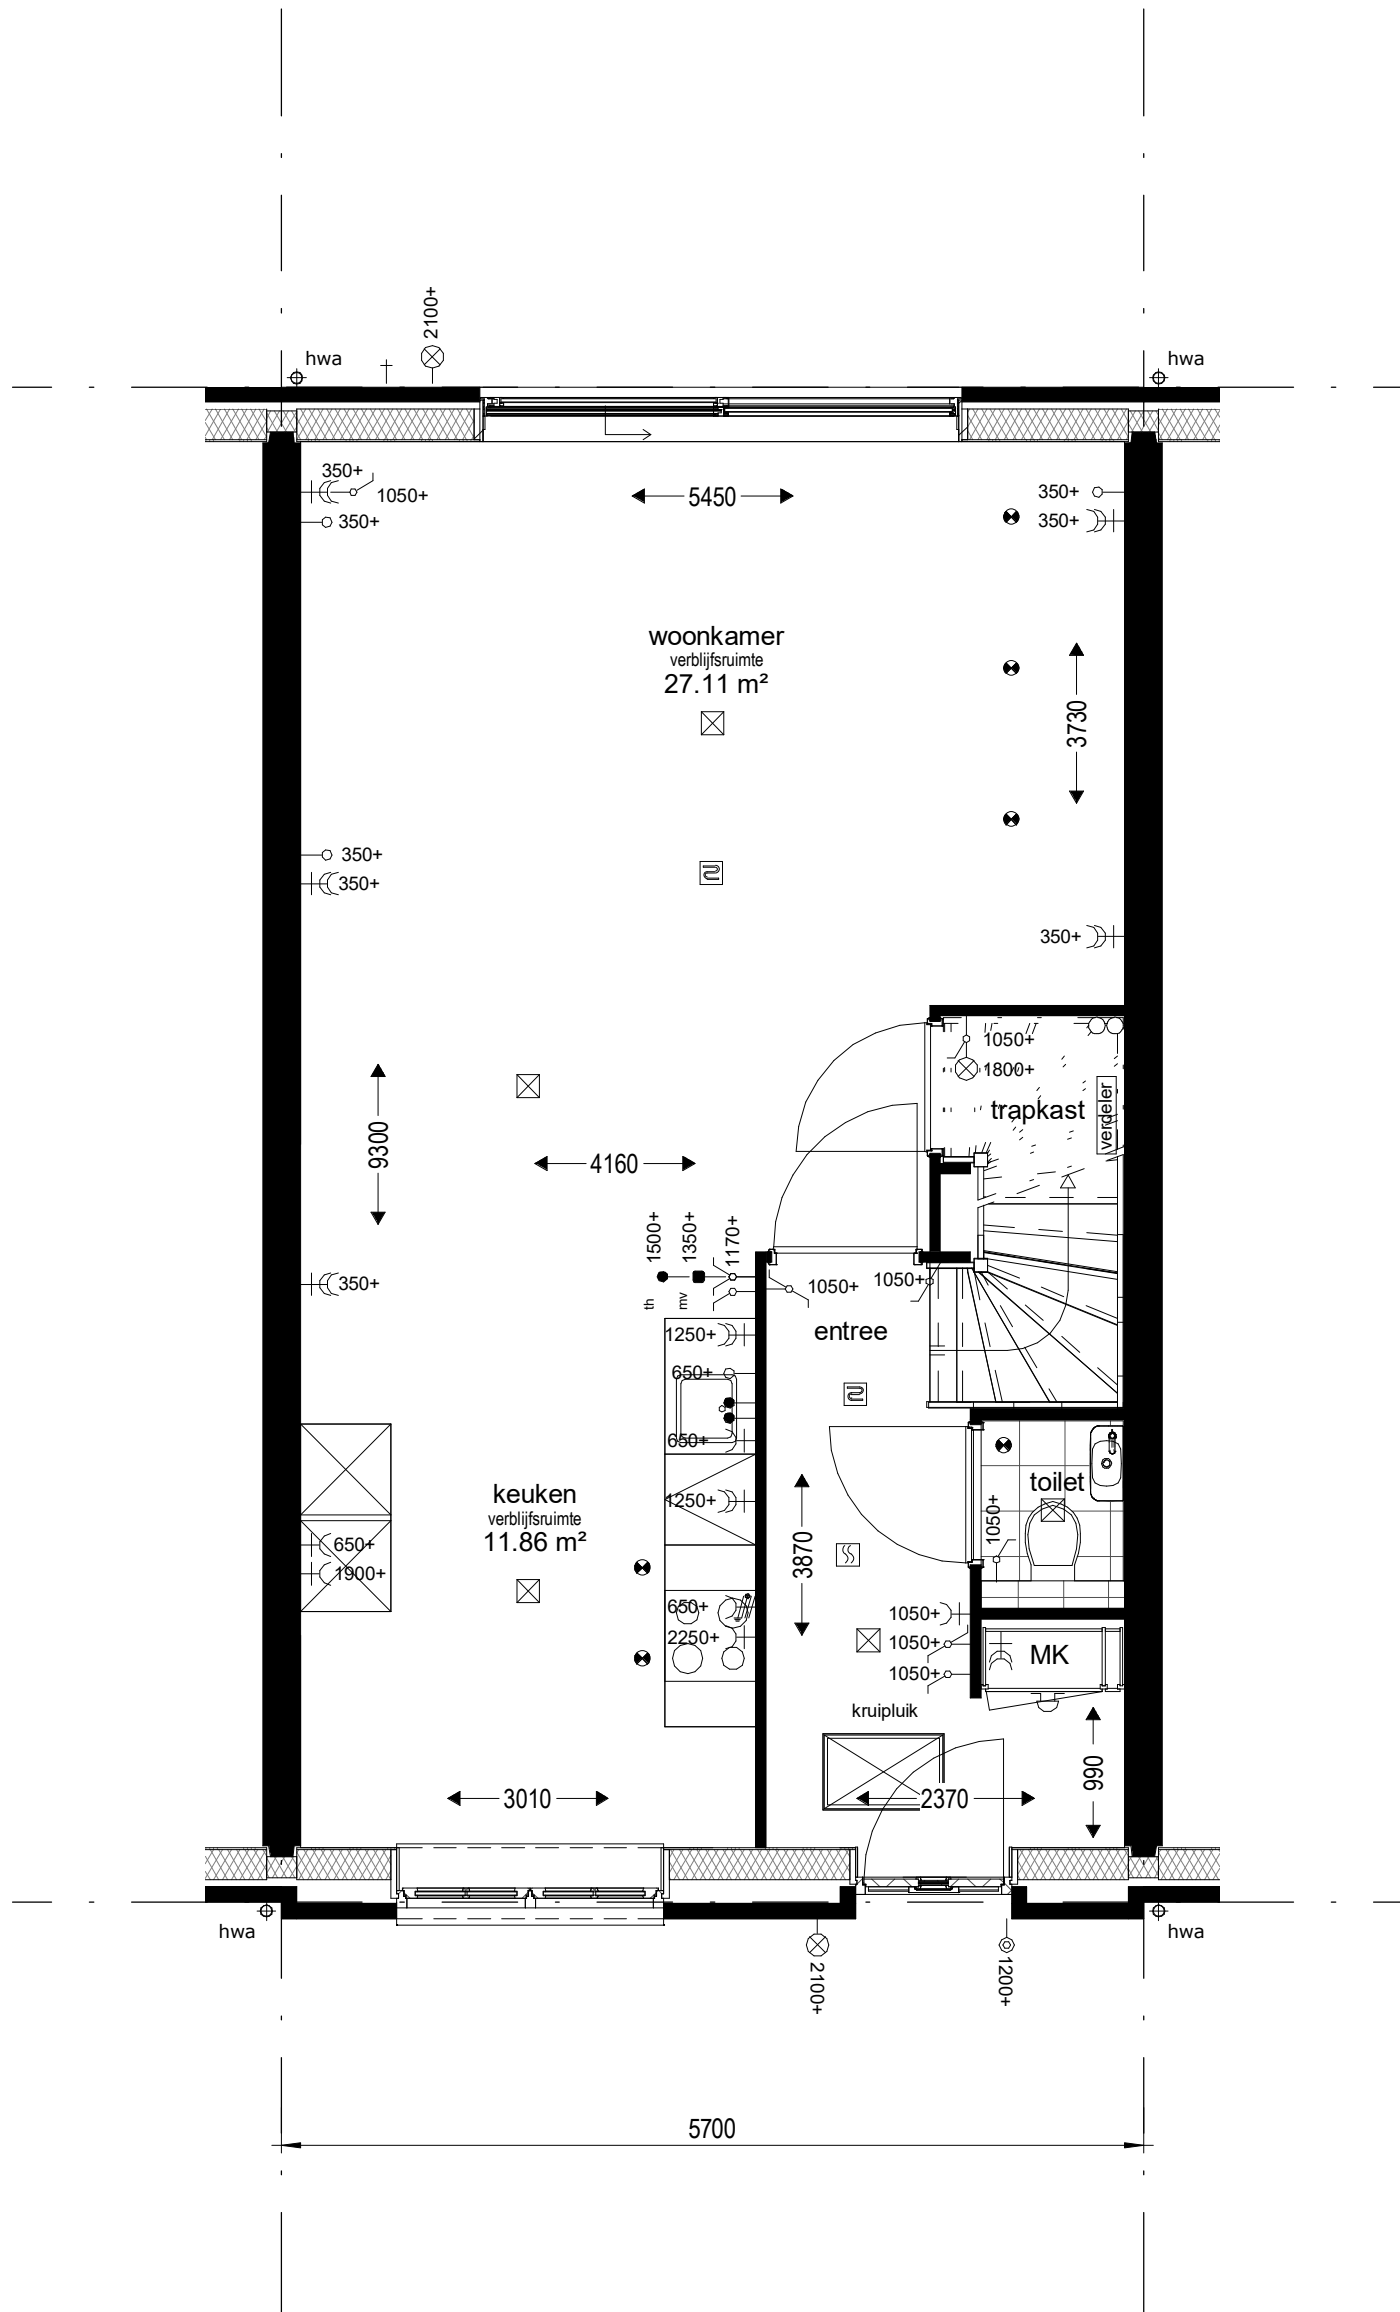 2100+
hwa
hwa
350+
1050+
350+
5450
350+
350+
woonkamer
verblijfsruimte
27.11 m²
3730
350+
350+
350+
1050+
1800+
trapkast
verdeler
9300
4160
1500+
1350+
1170+
th
mv
350+
1050+
1050+
entree
1250+
650+
650+
1250+
keuken
verblijfsruimte
11.86 m²
650+
1900+
650+
2250+
toilet
1050+
3870
1050+
1050+
1050+
MK
kruipluik
990
3010
2370
hwa
hwa
2100+
1200+
5700